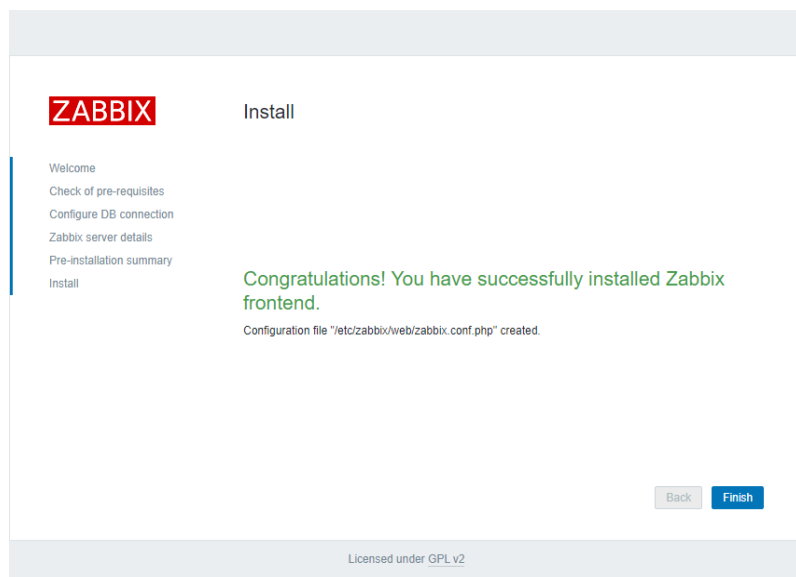 ZABBIX
Install
Welcome
Check of pre-requisites
Configure DB connection
Zabbix server details
Pre-installation summary
Install
Congratulations! You have successfully installed Zabbix
frontend.
Configuration file "/etc/zabbix/web/zabbix.conf.php" created.
Back
Finish
Licensed under GPL v2